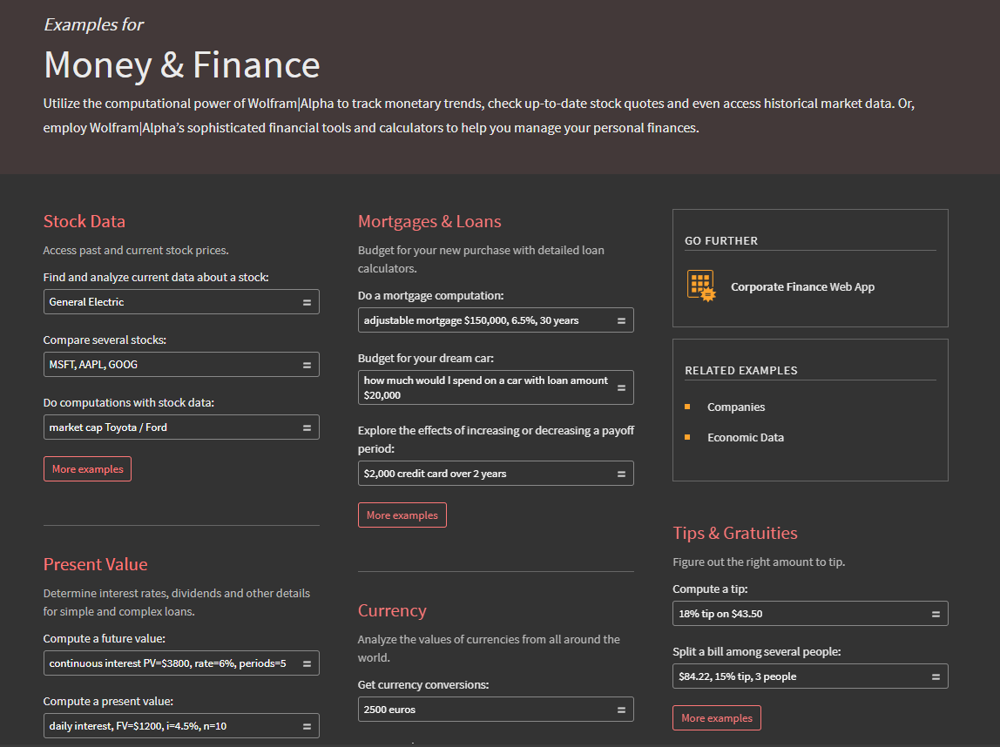 Examples for
Money & Finance
Utilize the computational power of Wolfram|Alpha to track monetary trends, check up-to-date stock quotes and even access historical market data. Or,
employ Wolfram|Alpha’s sophisticated financial tools and calculators to help you manage your personal finances.
Stock Data
Access past and current stock prices.
Find and analyze current data about a stock:
General Electric
Compare several stocks:
MSFT, AAPL, GOOG
Do computations with stock data:
market cap Toyota / Ford
More examples
Present Value
Determine interest rates, dividends and other details
for simple and complex loans.
Compute a future value:
continuous interest PV=$3800, rate=6%, periods=5
Compute a present value:
daily interest, FV=$1200, i=4.5%, n=10
Mortgages & Loans
Budget for your new purchase with detailed loan
calculators.
Do a mortgage computation:
adjustable mortgage $150,000, 6.5%, 30 years
Budget for your dream car:
how much would I spend on a car with loan amount
$20,000
Explore the effects of increasing or decreasing a payoff
period:
$2,000 credit card over 2 years
More examples
Currency
Analyze the values of currencies from all around the
world.
Get currency conversions:
2500 euros
GO FURTHER
Corporate Finance Web App
RELATED EXAMPLES
Companies
Economic Data
Tips & Gratuities
Figure out the right amount to tip.
Compute a tip:
18% tip on $43.50
Split a bill among several people:
$84.22, 15% tip, 3 people
More examples